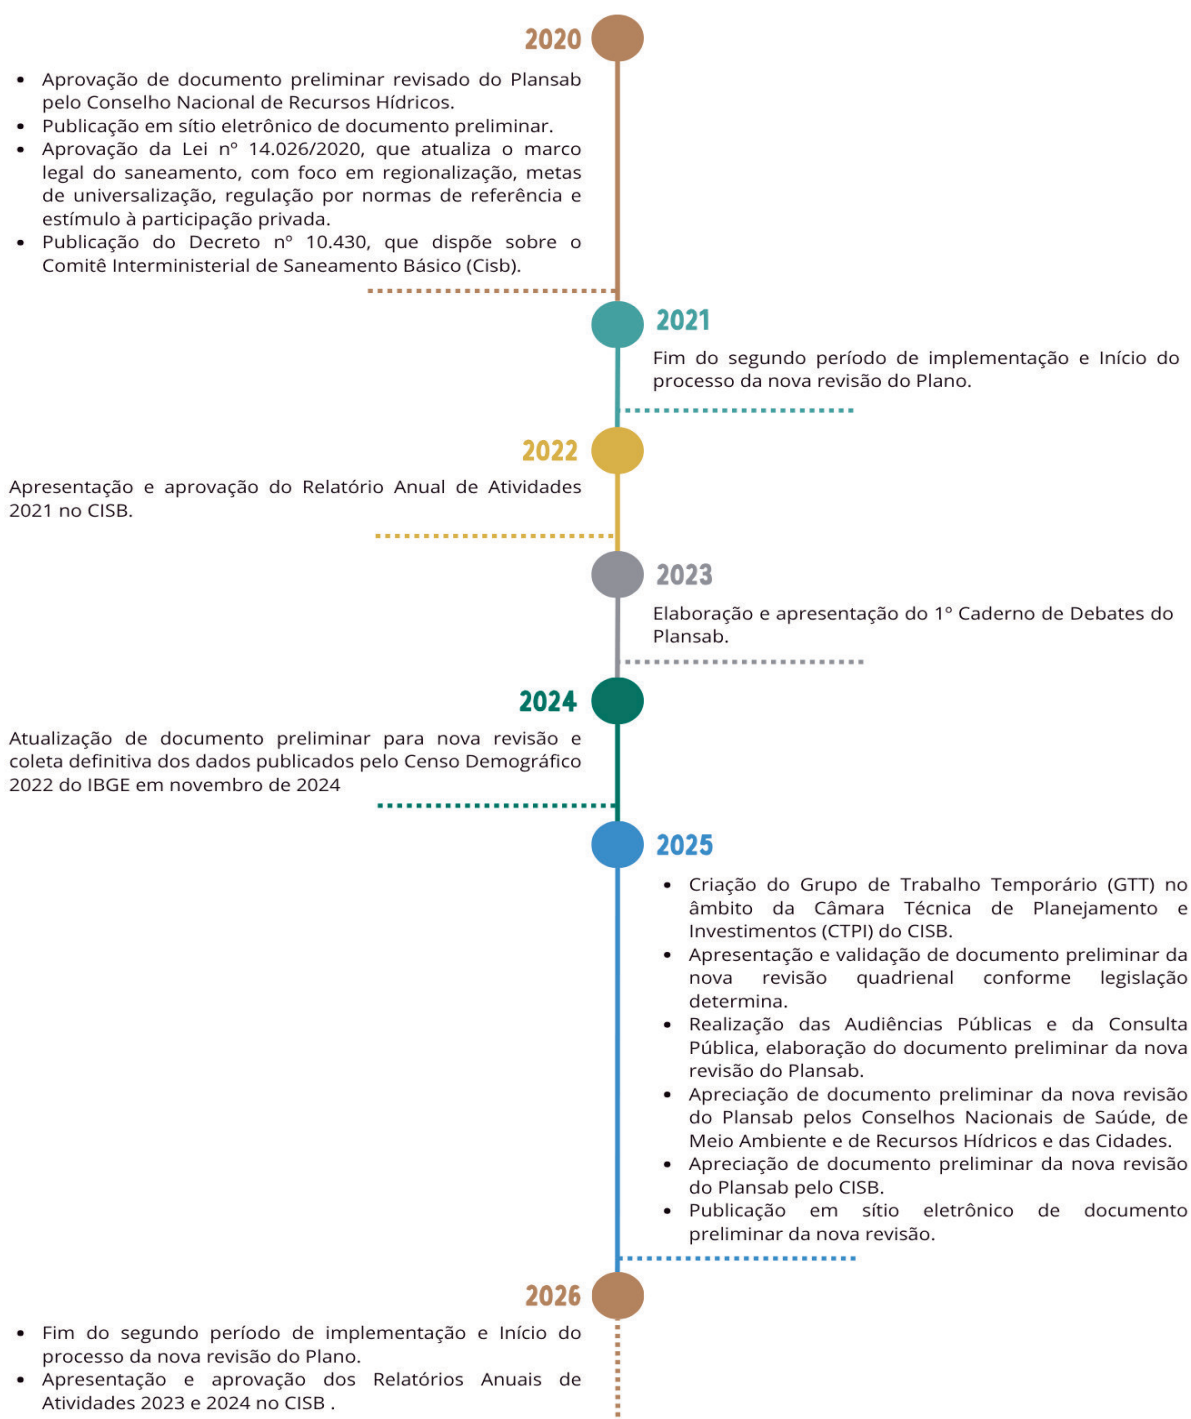 2020
• Aprovação de documento preliminar revisado do Plansab
pelo Conselho Nacional de Recursos Hídricos.
• Publicação em sítio eletrônico de documento preliminar.
• Aprovação da Lei nº 14.026/2020, que atualiza o marco
legal do saneamento, com foco em regionalização, metas
de universalização, regulação por normas de referência e
estímulo à participação privada.
• Publicação do Decreto nº 10.430, que dispõe sobre o
Comitê Interministerial de Saneamento Básico (Cisb).
2021
Fim do segundo período de implementação e Início do
processo da nova revisão do Plano.
2022
Apresentação e aprovação do Relatório Anual de Atividades
2021 no CISB.
2023
Elaboração e apresentação do 1º Caderno de Debates do
Plansab.
2024
Atualização de documento preliminar para nova revisão e
coleta definitiva dos dados publicados pelo Censo Demográfico
2022 do IBGE em novembro de 2024
2025
• Criação do Grupo de Trabalho Temporário (GTT) no
âmbito da Câmara Técnica de Planejamento e
Investimentos (CTPI) do CISB.
• Apresentação e validação de documento preliminar da
nova revisão quadrienal conforme legislação
determina.
• Realização das Audiências Públicas e da Consulta
Pública, elaboração do documento preliminar da nova
revisão do Plansab.
• Apreciação de documento preliminar da nova revisão
do Plansab pelos Conselhos Nacionais de Saúde, de
Meio Ambiente e de Recursos Hídricos e das Cidades.
• Apreciação de documento preliminar da nova revisão
do Plansab pelo CISB.
• Publicação em sítio eletrônico de documento
preliminar da nova revisão.
2026
• Fim do segundo período de implementação e Início do
processo da nova revisão do Plano.
• Apresentação e aprovação dos Relatórios Anuais de
Atividades 2023 e 2024 no CISB .